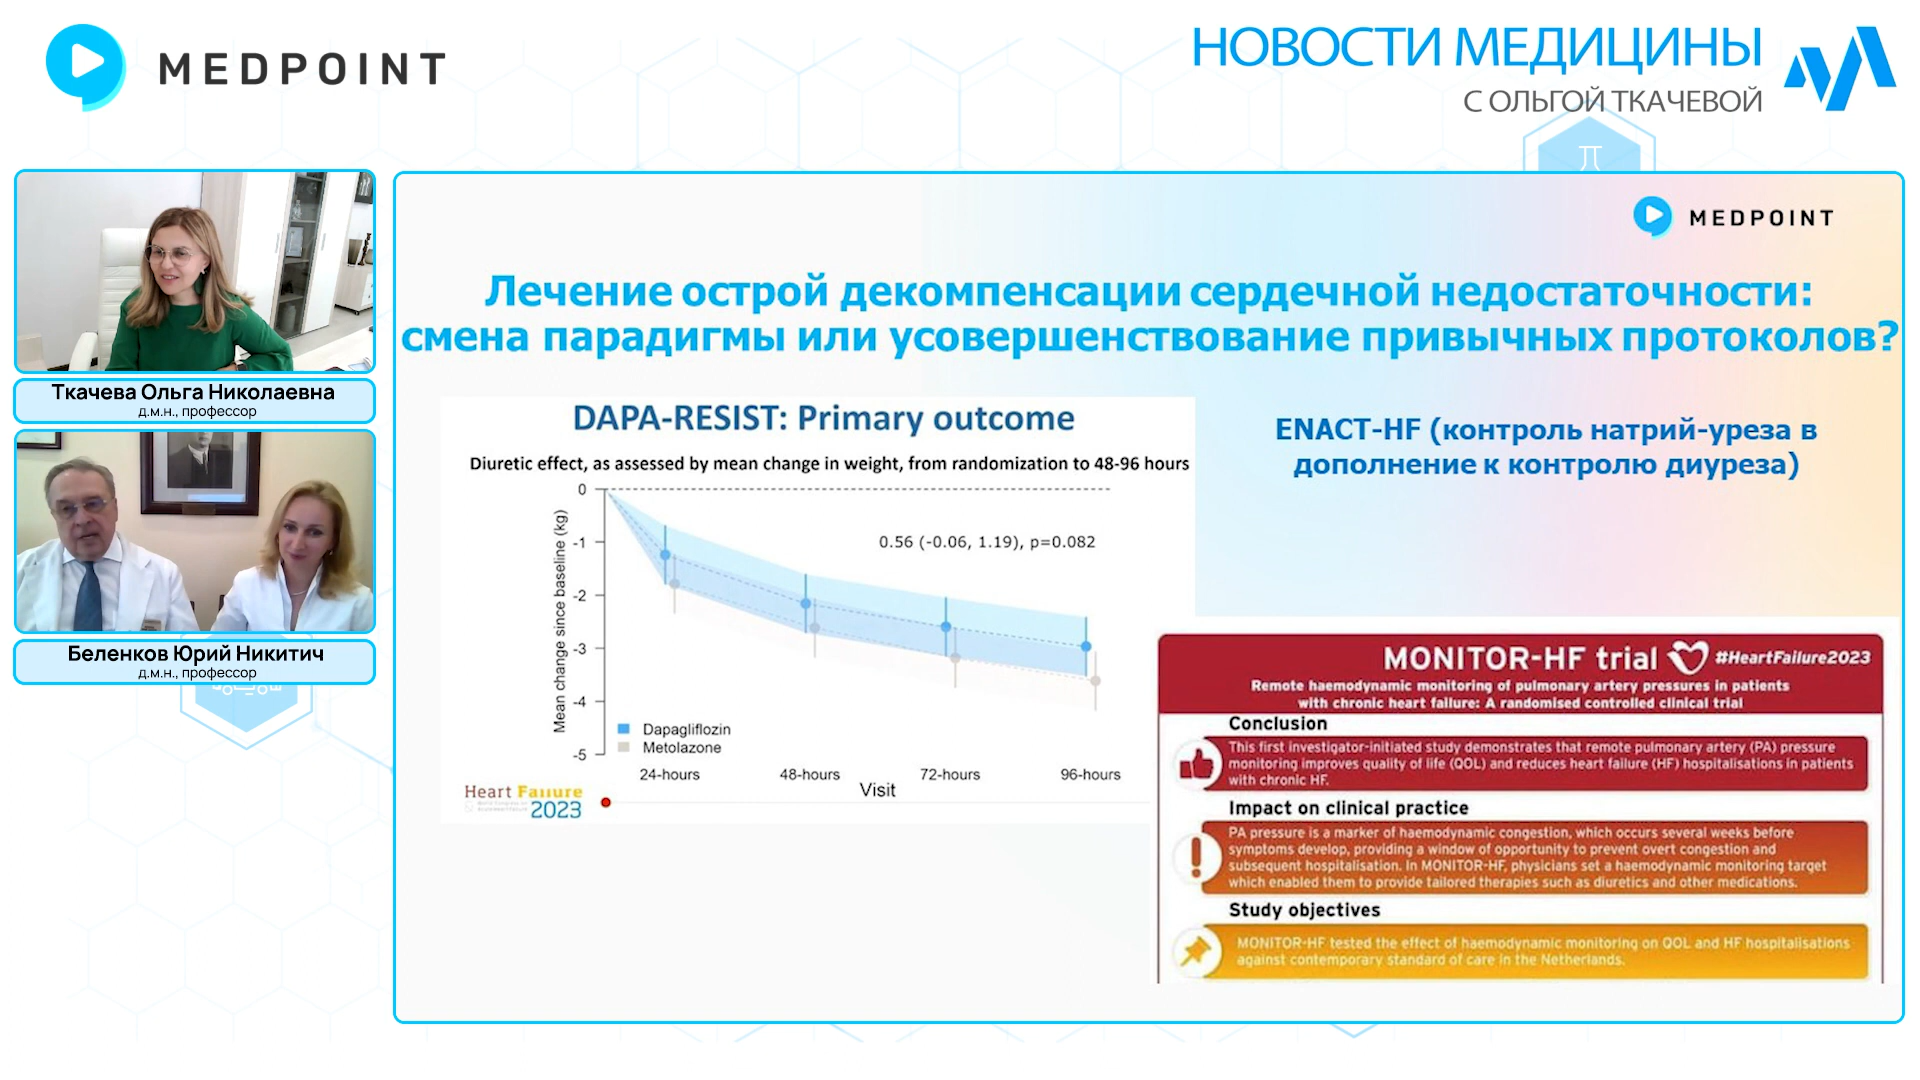 MEDPOINT
НОВОСТИ МЕДИЦИНЫ
С ОЛЬГОЙ ТКАЧЕВОЙ
Ткачева Ольга Николаевна
д.м.н., профессор
Беленков Юрий Никитич
д.м.н., профессор
MEDPOINT
Лечение острой декомпенсации сердечной недостаточности:
смена парадигмы или усовершенствование привычных протоколов?
DAPA-RESIST: Primary outcome
Diuretic effect, as assessed by mean change in weight, from randomization to 48-96 hours
Mean change since baseline (kg)
0
-1
-2
-3
-4
-5
0.56 (-0.06, 1.19), p=0.082
Dapagliflozin
Metolazone
24-hours
48-hours
72-hours
96-hours
Visit
Heart Failure
2023
ENACT-HF (контроль натрий-уреза в
дополнение к контролю диуреза)
MONITOR-HF trial #HeartFailure2023
Remote haemodynamic monitoring of pulmonary artery pressures in patients
with chronic heart failure: A randomised controlled clinical trial
Conclusion
This first investigator-initiated study demonstrates that remote pulmonary artery (PA) pressure
monitoring improves quality of life (QOL) and reduces heart failure (HF) hospitalisations in patients
with chronic HF.
Impact on clinical practice
PA pressure is a marker of haemodynamic congestion, which occurs several weeks before
symptoms develop, providing a window of opportunity to prevent overt congestion and
subsequent hospitalisation. In MONITOR-HF, physicians set a haemodynamic monitoring target
which enabled them to provide tailored therapies such as diuretics and other medications.
Study objectives
MONITOR-HF tested the effect of haemodynamic monitoring on QOL and HF hospitalisations
against contemporary standard of care in the Netherlands.